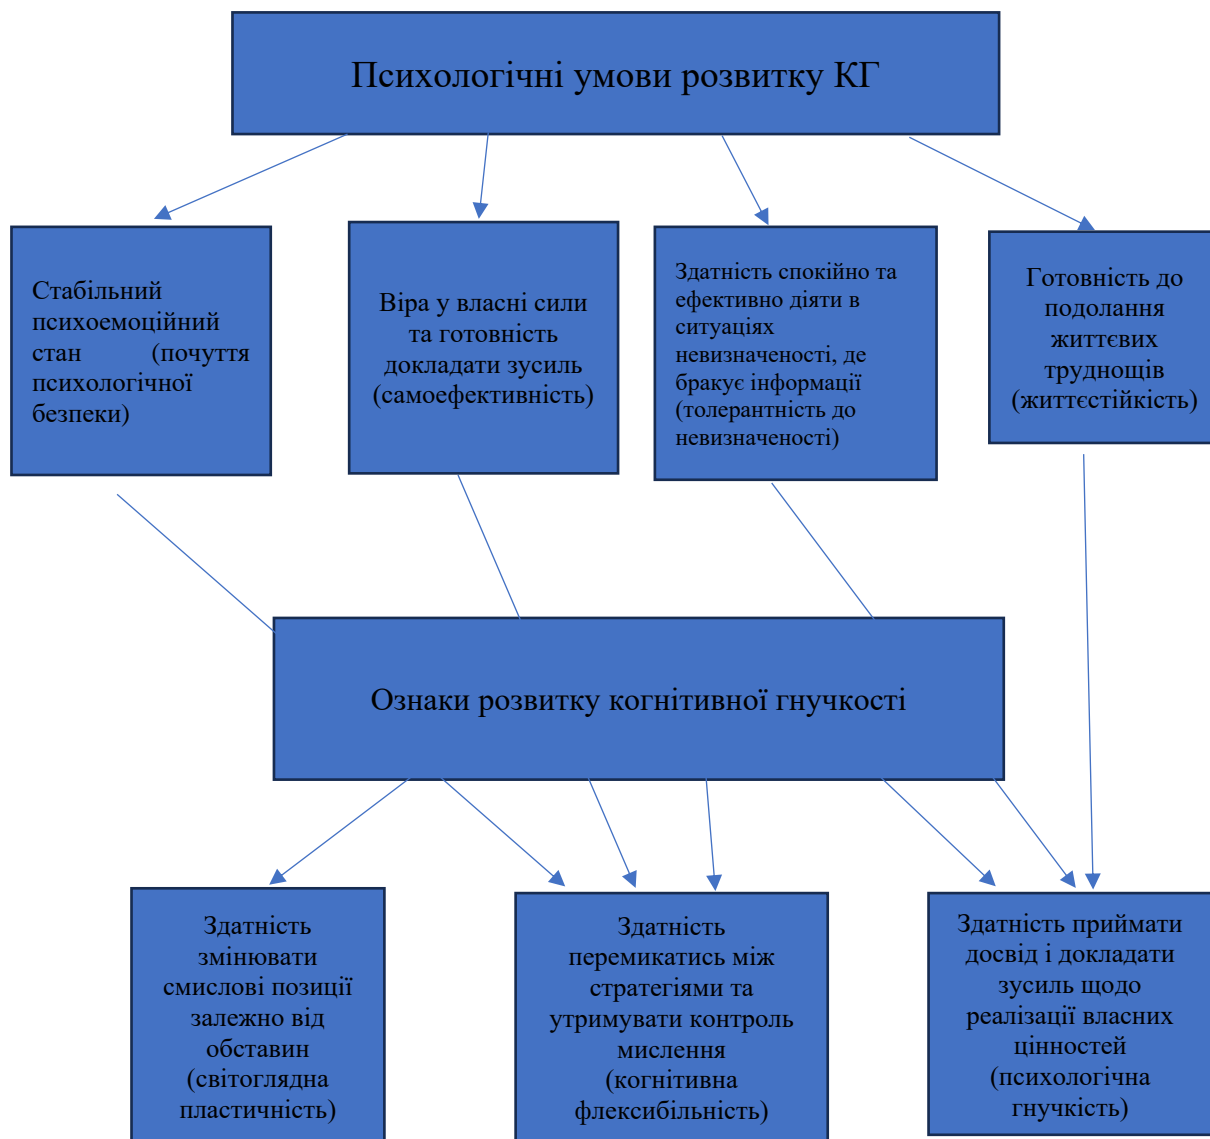 Психологічні умови розвитку КГ
Стабільний
психоемоційний
стан (почуття
психологічної
безпеки)
Віра у власні сили
та готовність
докладати зусиль
(самоефективність)
Здатність спокійно та
ефективно діяти в
ситуаціях
невизначеності, де
бракує інформації
(толерантність до
невизначеності)
Готовність до
подолання
життєвих
труднощів
(життєстійкість)
Ознаки розвитку когнітивної гнучкості
Здатність
змінювати
смислові позиції
залежно від
обставин
(світоглядна
пластичність)
Здатність
перемикатись між
стратегіями та
утримувати контроль
мислення
(когнітивна
флексибільність)
Здатність приймати
досвід і докладати
зусиль щодо
реалізації власних
цінностей
(психологічна
гнучкість)